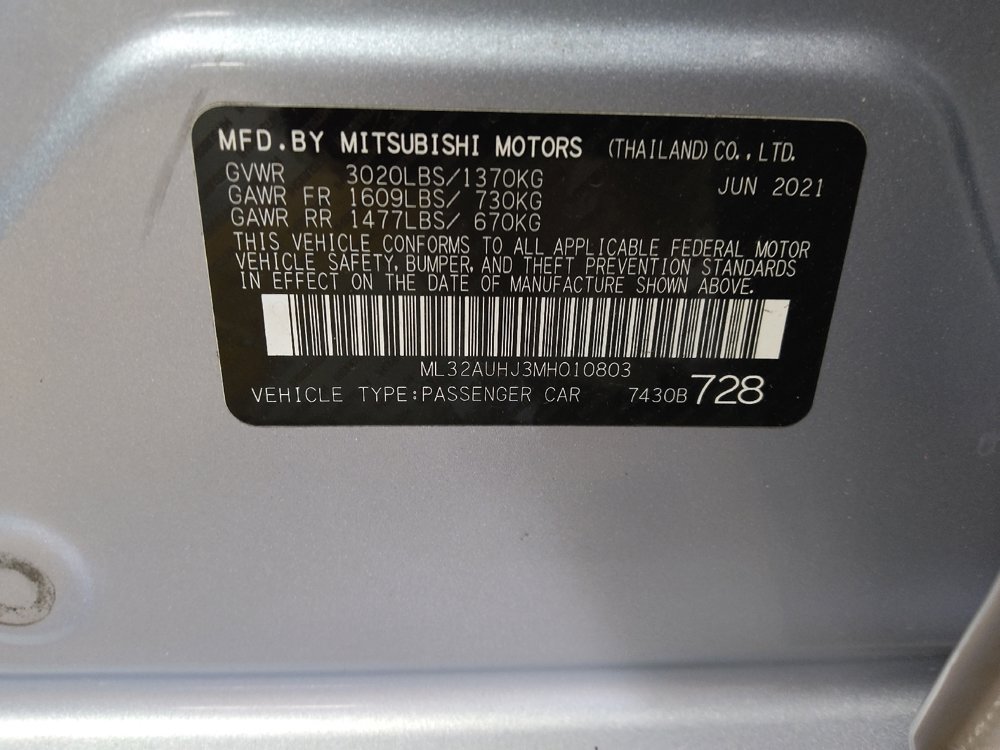 MFD.BY MITSUBISHI MOTORS (THAILAND) CO., LTD.
GVWR 3020LBS/1370KG JUN 2021
GAWR FR 1609LBS/ 730KG
GAWR RR 1477LBS/ 670KG
THIS VEHICLE CONFORMS TO ALL APPLICABLE FEDERAL MOTOR
VEHICLE SAFETY, BUMPER, AND THEFT PREVENTION STANDARDS
IN EFFECT ON THE DATE OF MANUFACTURE SHOWN ABOVE.
ML32AUHJ3MH010803
VEHICLE TYPE:PASSENGER CAR 7430B 728